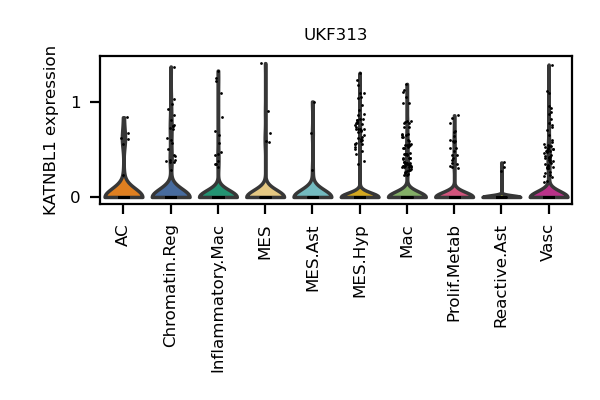 UKF313
KATNBL1 expression
1
0
AC
Chromatin.Reg
Inflammatory.Mac
MES
MES.Ast
MES.Hyp
Mac
Prolif.Metab
Reactive.Ast
Vasc